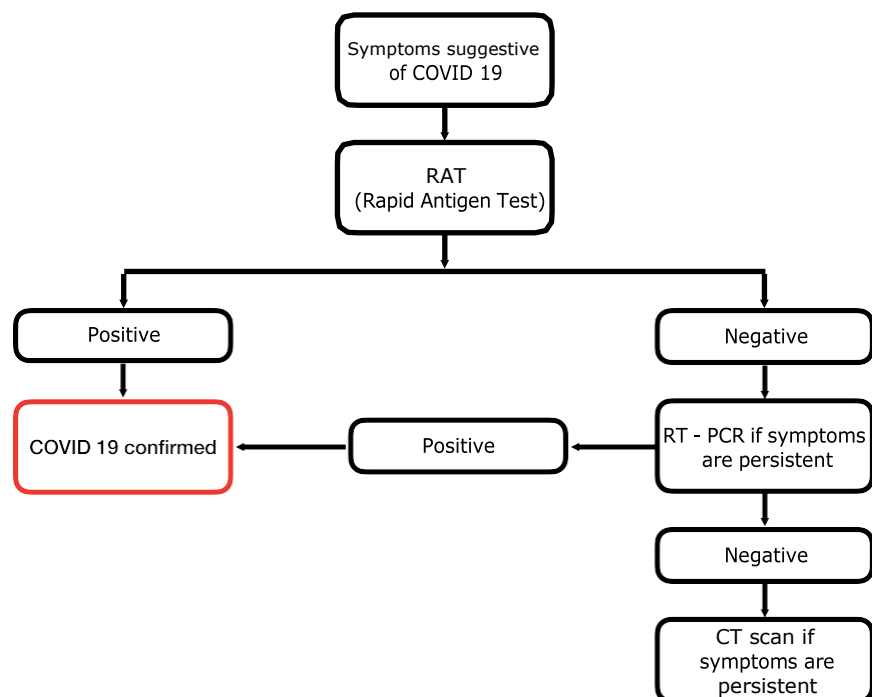 Symptoms suggestive
of COVID 19
RAT
(Rapid Antigen Test)
Positive
Negative
COVID 19 confirmed
Positive
RT - PCR if symptoms
are persistent
Negative
CT scan if
symptoms are
persistent